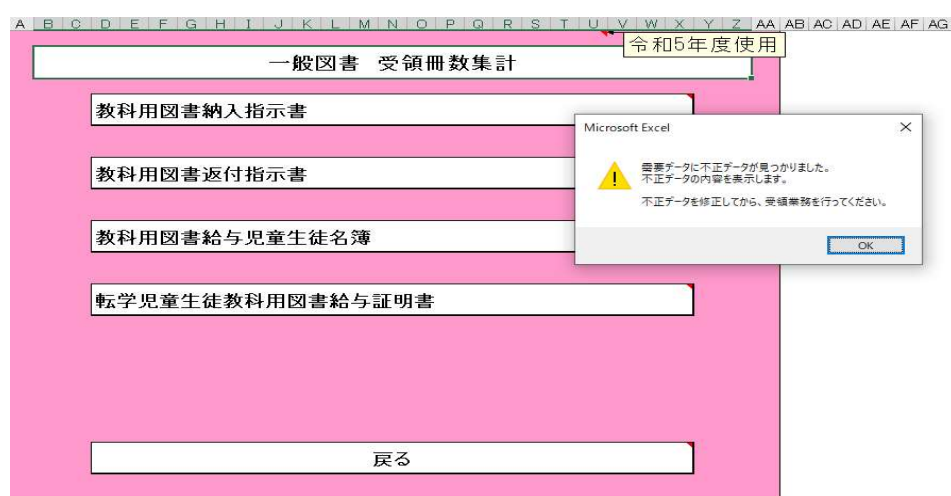 A B C D E F G H I J K L M N O P Q R S T U V W X Y Z AA AB AC AD AE AF AG
令和5年度使用
一般図書 受領冊数集計
教科用図書納入指示書
Microsoft Excel
需要データに不正データが見つかりました。
不正データの内容を表示します。
不正データを修正してから、受領業務を行ってください。
OK
教科用図書返付指示書
教科用図書給与児童生徒名簿
転学児童生徒教科用図書給与証明書
戻る